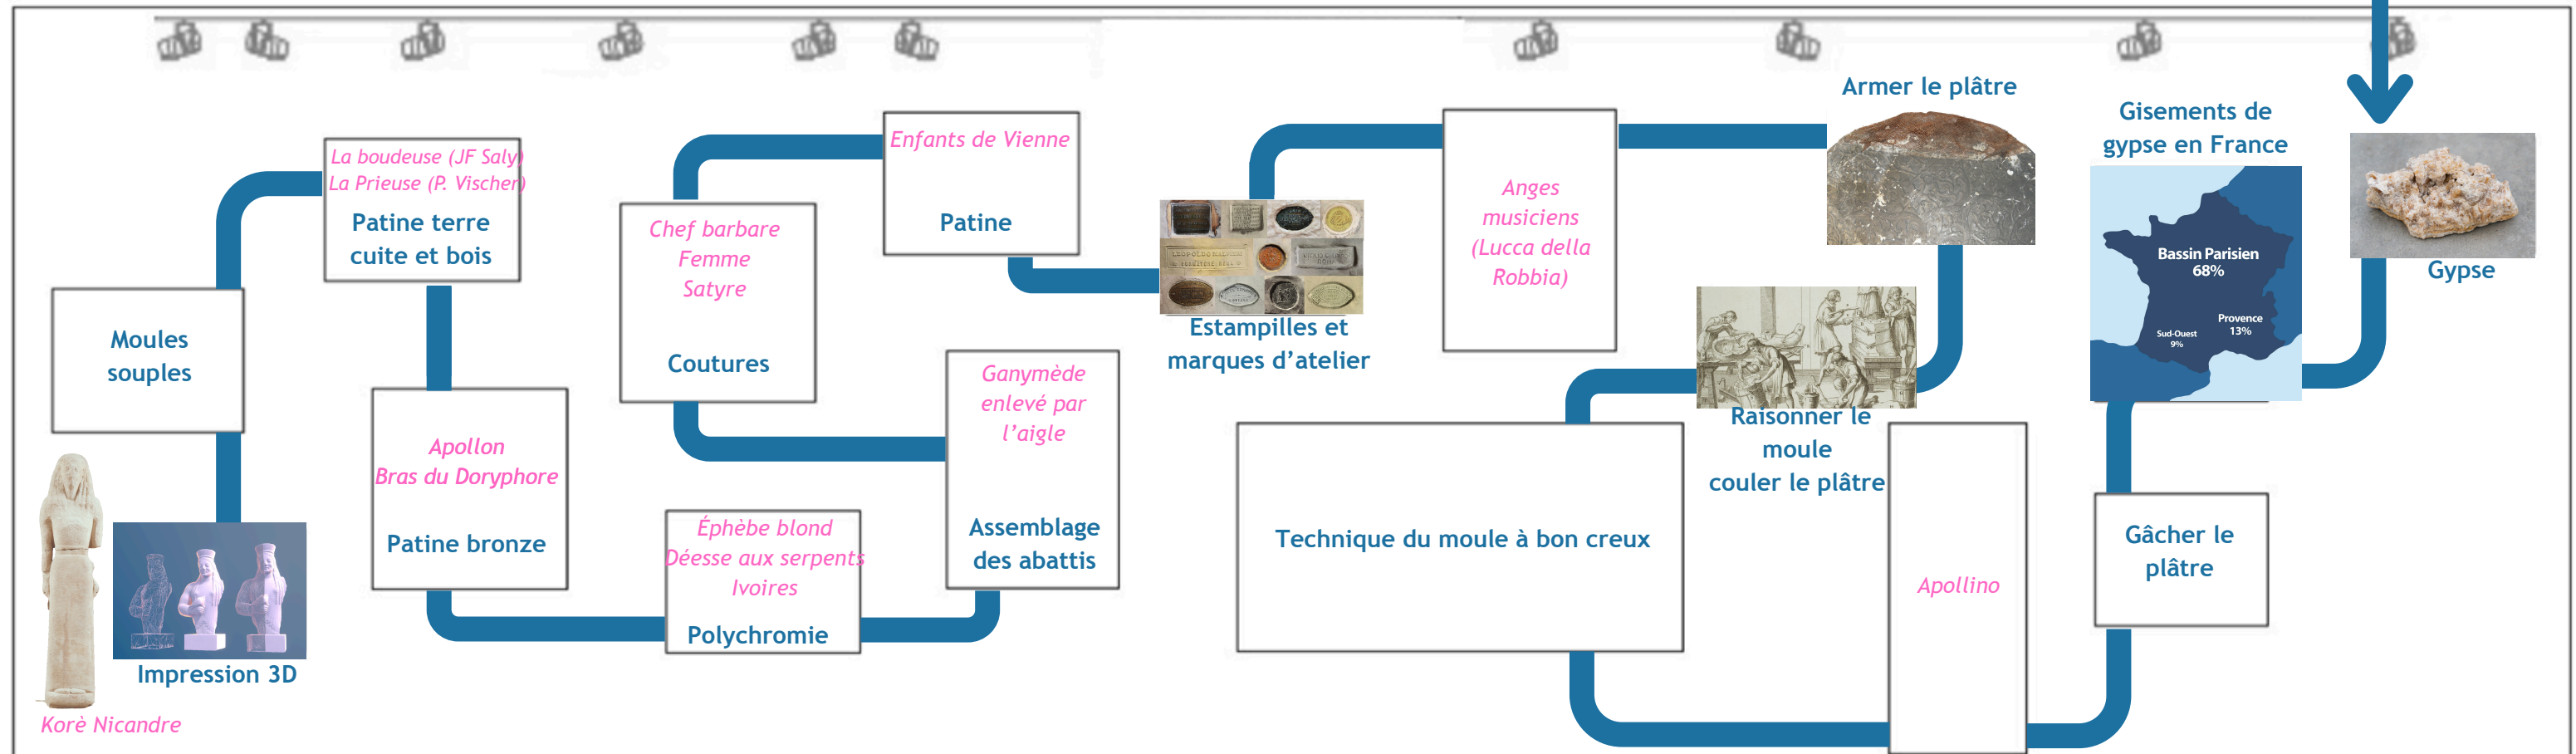 Armer le plâtre
Gisements de
gypse en France
Bassin Parisien
68%
Provence
13%
Sud-Ouest
9%
Gypse
Enfants de Vienne
Patine
La boudeuse (JF Saly)
La Prieuse (P. Vischer)
Patine terre
cuite et bois
Chef barbare
Femme
Satyre
Coutures
Anges
musiciens
(Lucca della
Robbia)
Estampilles et
marques d'atelier
Moules
souples
Ganymède
enlevé par
l'aigle
Assemblage
des abattis
Raisonner le
moule
couler le plâtre
Apollon
Bras du Doryphore
Patine bronze
Éphèbe blond
Déesse aux serpents
Ivoires
Polychromie
Technique du moule à bon creux
Apollino
Gâcher le
plâtre
Impression 3D
Korè Nicandre